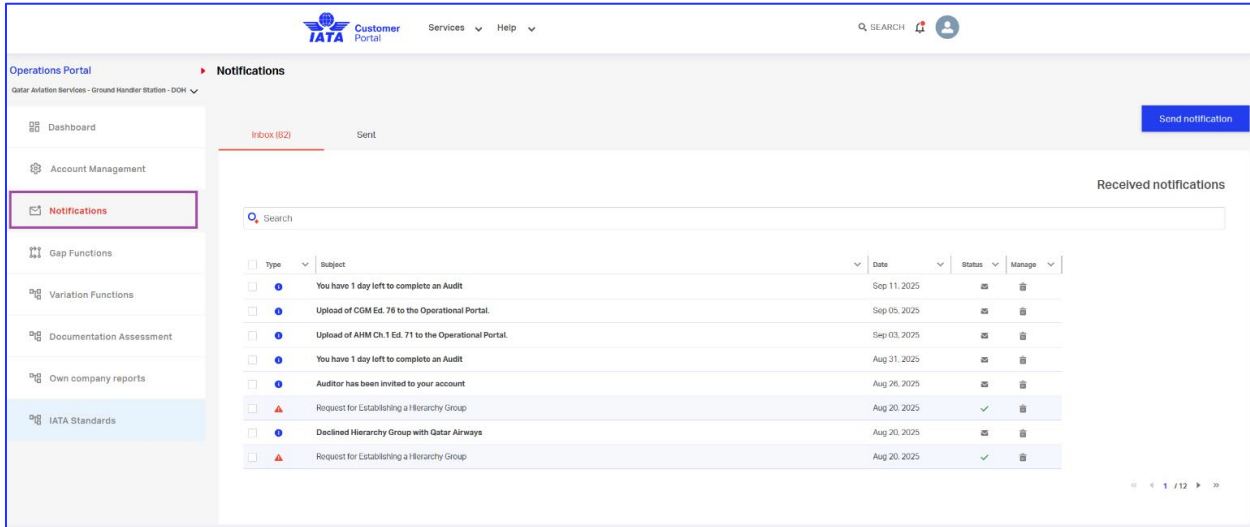 IATA Customer Portal
Services
Help
SEARCH
Operations Portal
Notifications
Qatar Aviation Services - Ground Handler Station - DOH
Send notification
Dashboard
Inbox (82)
Sent
Account Management
Received notifications
Notifications
Search
Gap Functions
Type Subject Date Status Manage
You have 1 day left to complete an Audit Sep 11, 2025
Variation Functions
Upload of CGM Ed. 76 to the Operational Portal. Sep 05, 2025
Upload of AHM Ch.1 Ed. 71 to the Operational Portal. Sep 03, 2025
Documentation Assessment
You have 1 day left to complete an Audit Aug 31, 2025
Own company reports
Auditor has been invited to your account Aug 26, 2025
Request for Establishing a Hierarchy Group Aug 20, 2025
IATA Standards
Declined Hierarchy Group with Qatar Airways Aug 20, 2025
Request for Establishing a Hierarchy Group Aug 20, 2025
1 / 12